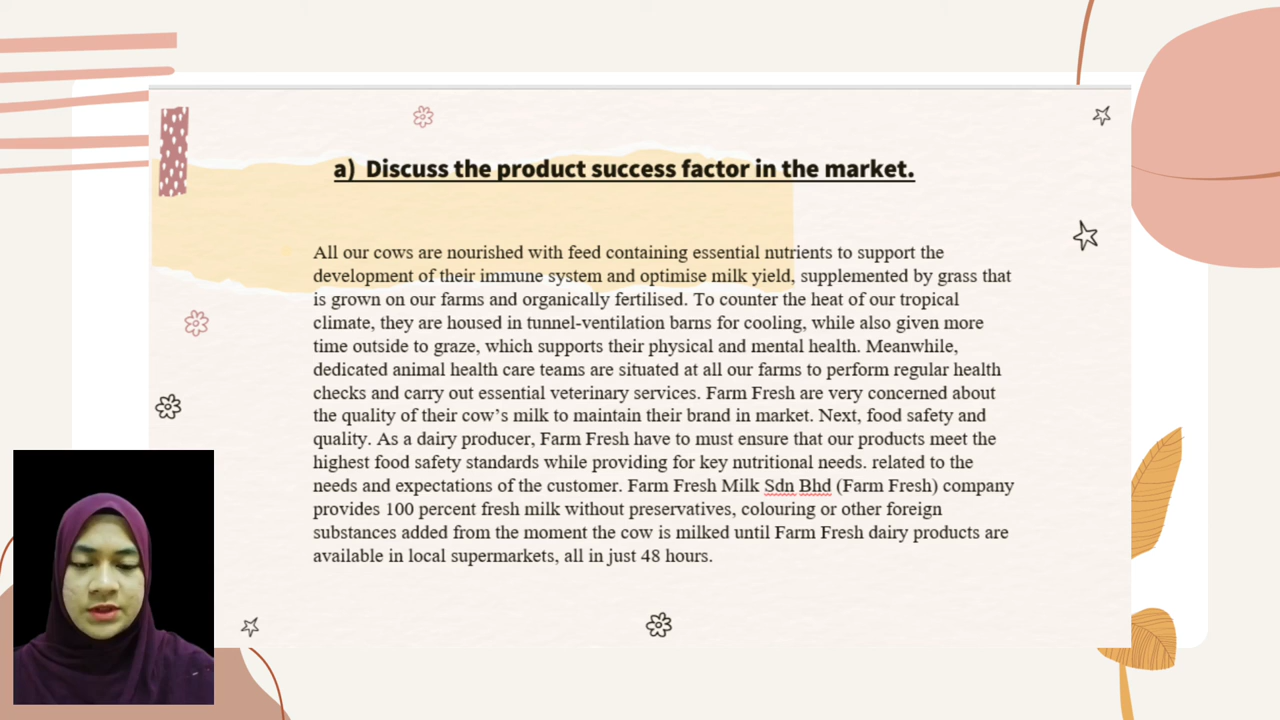 a) Discuss the product success factor in the market.
All our cows are nourished with feed containing essential nutrients to support the
development of their immune system and optimise milk yield, supplemented by grass that
is grown on our farms and organically fertilised. To counter the heat of our tropical
climate, they are housed in tunnel-ventilation barns for cooling, while also given more
time outside to graze, which supports their physical and mental health. Meanwhile,
dedicated animal health care teams are situated at all our farms to perform regular health
checks and carry out essential veterinary services. Farm Fresh are very concerned about
the quality of their cow’s milk to maintain their brand in market. Next, food safety and
quality. As a dairy producer, Farm Fresh have to must ensure that our products meet the
highest food safety standards while providing for key nutritional needs. related to the
needs and expectations of the customer. Farm Fresh Milk Sdn Bhd (Farm Fresh) company
provides 100 percent fresh milk without preservatives, colouring or other foreign
substances added from the moment the cow is milked until Farm Fresh dairy products are
available in local supermarkets, all in just 48 hours.